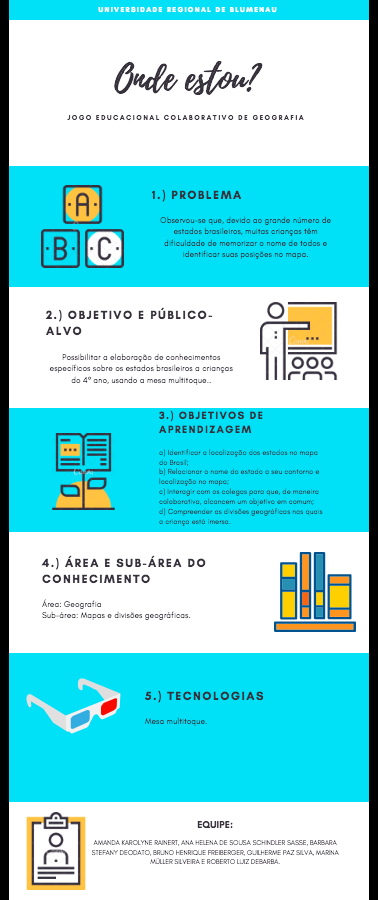 UNIVERSIDADE REGIONAL DE BLUMENAU
Onde estou?
JOGO EDUCACIONAL COLABORATIVO DE GEOGRAFIA
A
B C
1.) PROBLEMA
Observou-se que, devido ao grande número de
estados brasileiros, muitas crianças têm
dificuldade de memorizar o nome de todos e
identificar suas posições no mapa.
2.) OBJETIVO E PÚBLICO-
ALVO
Possibilitar a elaboração de conhecimentos
específicos sobre os estados brasileiros a crianças
do 4º ano, usando a mesa multitoque..
3.) OBJETIVOS DE
APRENDIZAGEM
a) Identificar a localização dos estados no mapa
do Brasil;
b) Relacionar o nome do estado a seu contorno e
localização no mapa;
c) Interagir com os colegas para que, de maneira
colaborativa, alcancem um objetivo em comum;
d) Compreender as divisões geográficas nas quais
a criança está imersa.
4.) ÁREA E SUB-ÁREA DO
CONHECIMENTO
Área: Geografia
Sub-área: Mapas e divisões geográficas.
5.) TECNOLOGIAS
Mesa multitoque.
EQUIPE:
AMANDA KAROLYNE RAINERT, ANA HELENA DE SOUSA SCHINDLER SASSE, BARBARA
STEFANY DEODATO, BRUNO HENRIQUE FREIBERGER, GUILHERME PAZ SILVA, MARINA
MÜLLER SILVEIRA E ROBERTO LUIZ DEBARBA.